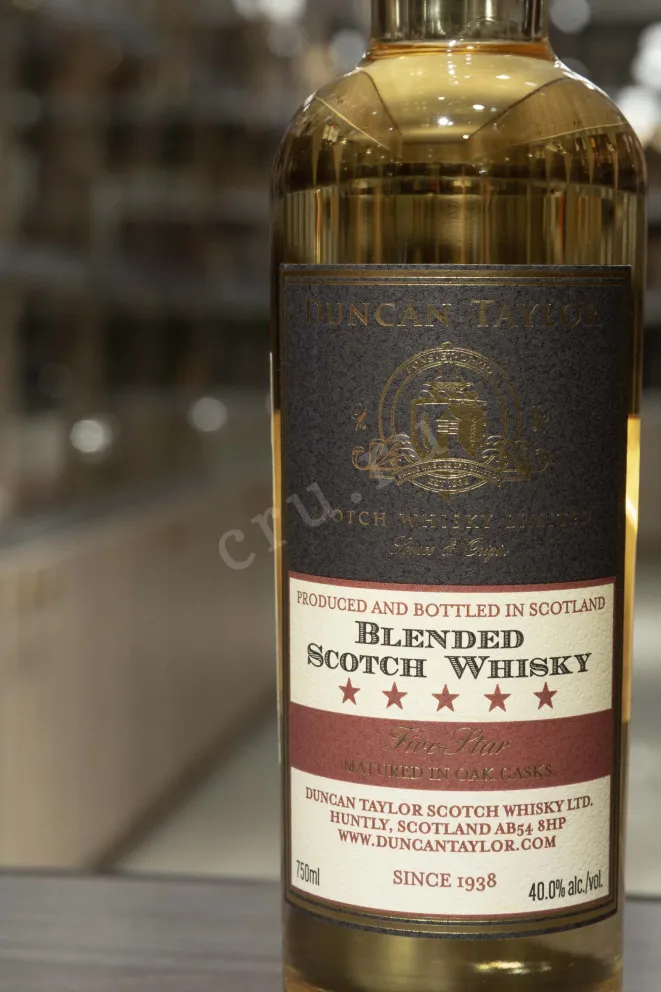 DUNCAN TAYLOR
SCOTCH WHISKY LIMITED
PRODUCED AND BOTTLED IN SCOTLAND
BLENDED
SCOTCH WHISKY
Five Star
MATURED IN OAK CASKS
DUNCAN TAYLOR SCOTCH WHISKY LTD.
HUNTLY, SCOTLAND AB54 8HP
WWW.DUNCANTAYLOR.COM
SINCE 1938
750ml
40.0% alc./vol.
cru.ru